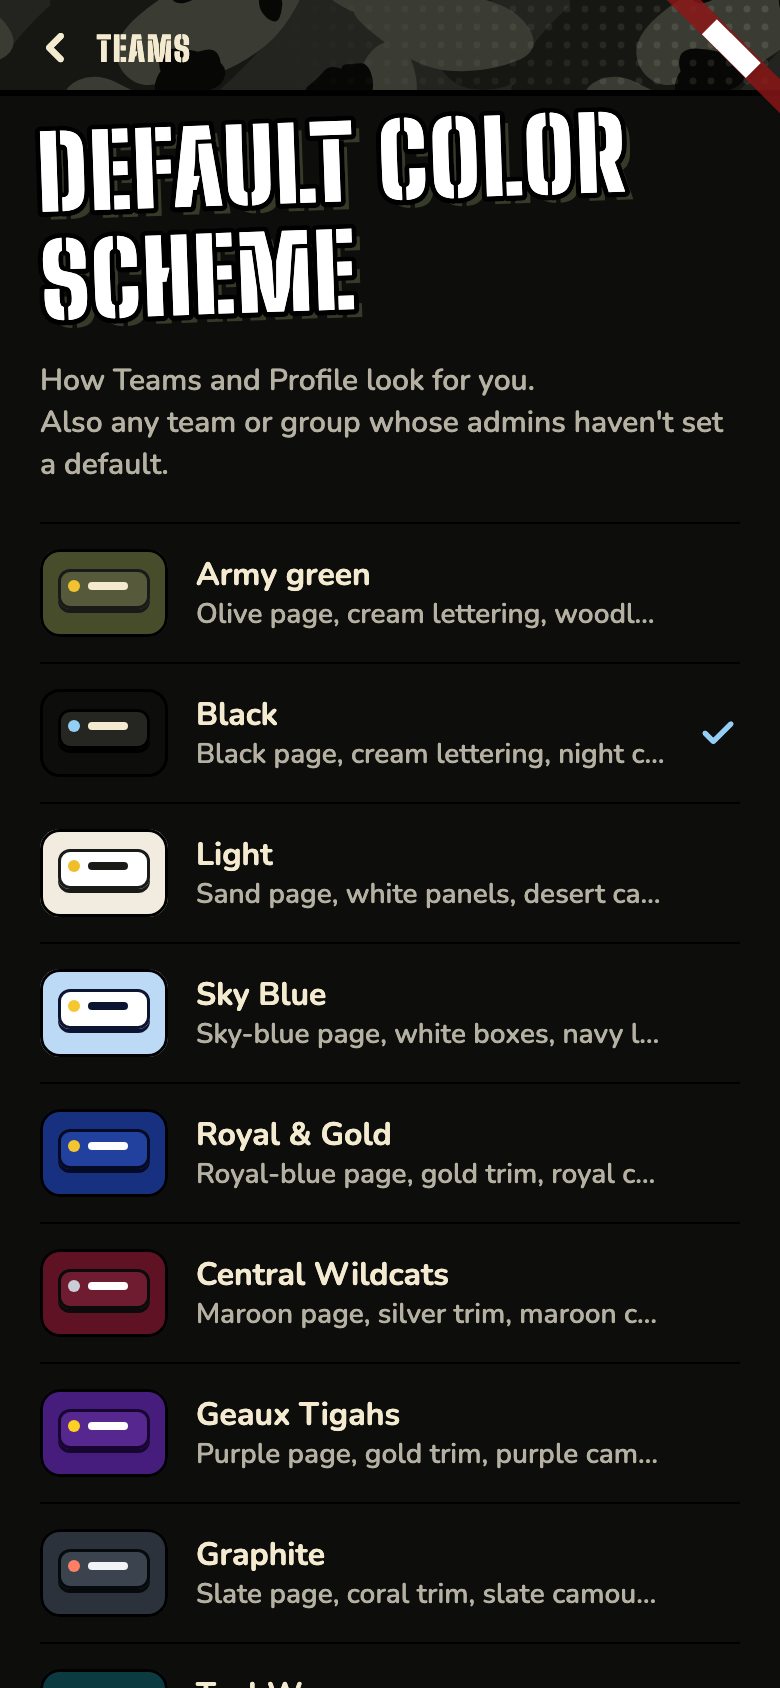 TEAMS
DEFAULT COLOR
SCHEME
How Teams and Profile look for you.
Also any team or group whose admins haven't set
a default.
Army green
Olive page, cream lettering, woodl...
Black
Black page, cream lettering, night c...
Light
Sand page, white panels, desert ca...
Sky Blue
Sky-blue page, white boxes, navy l...
Royal & Gold
Royal-blue page, gold trim, royal c...
Central Wildcats
Maroon page, silver trim, maroon c...
Geaux Tigahs
Purple page, gold trim, purple cam...
Graphite
Slate page, coral trim, slate camou...